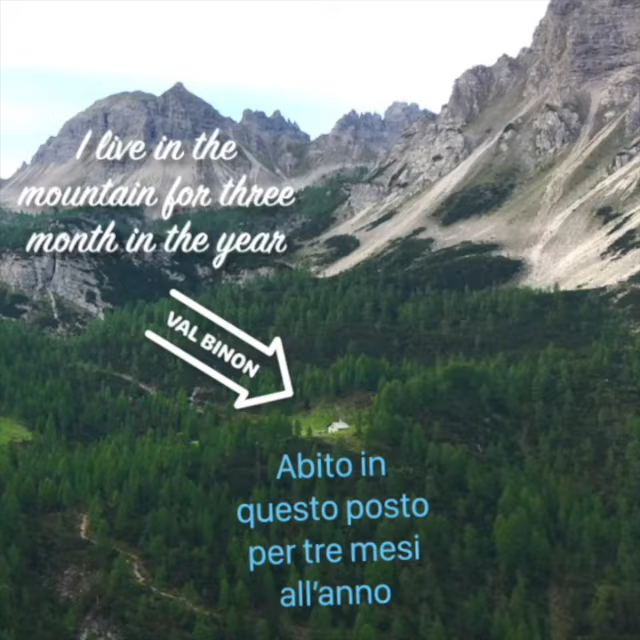 I live in the
mountain for three
month in the year
VAL BINON
Abito in
questo posto
per tre mesi
all'anno